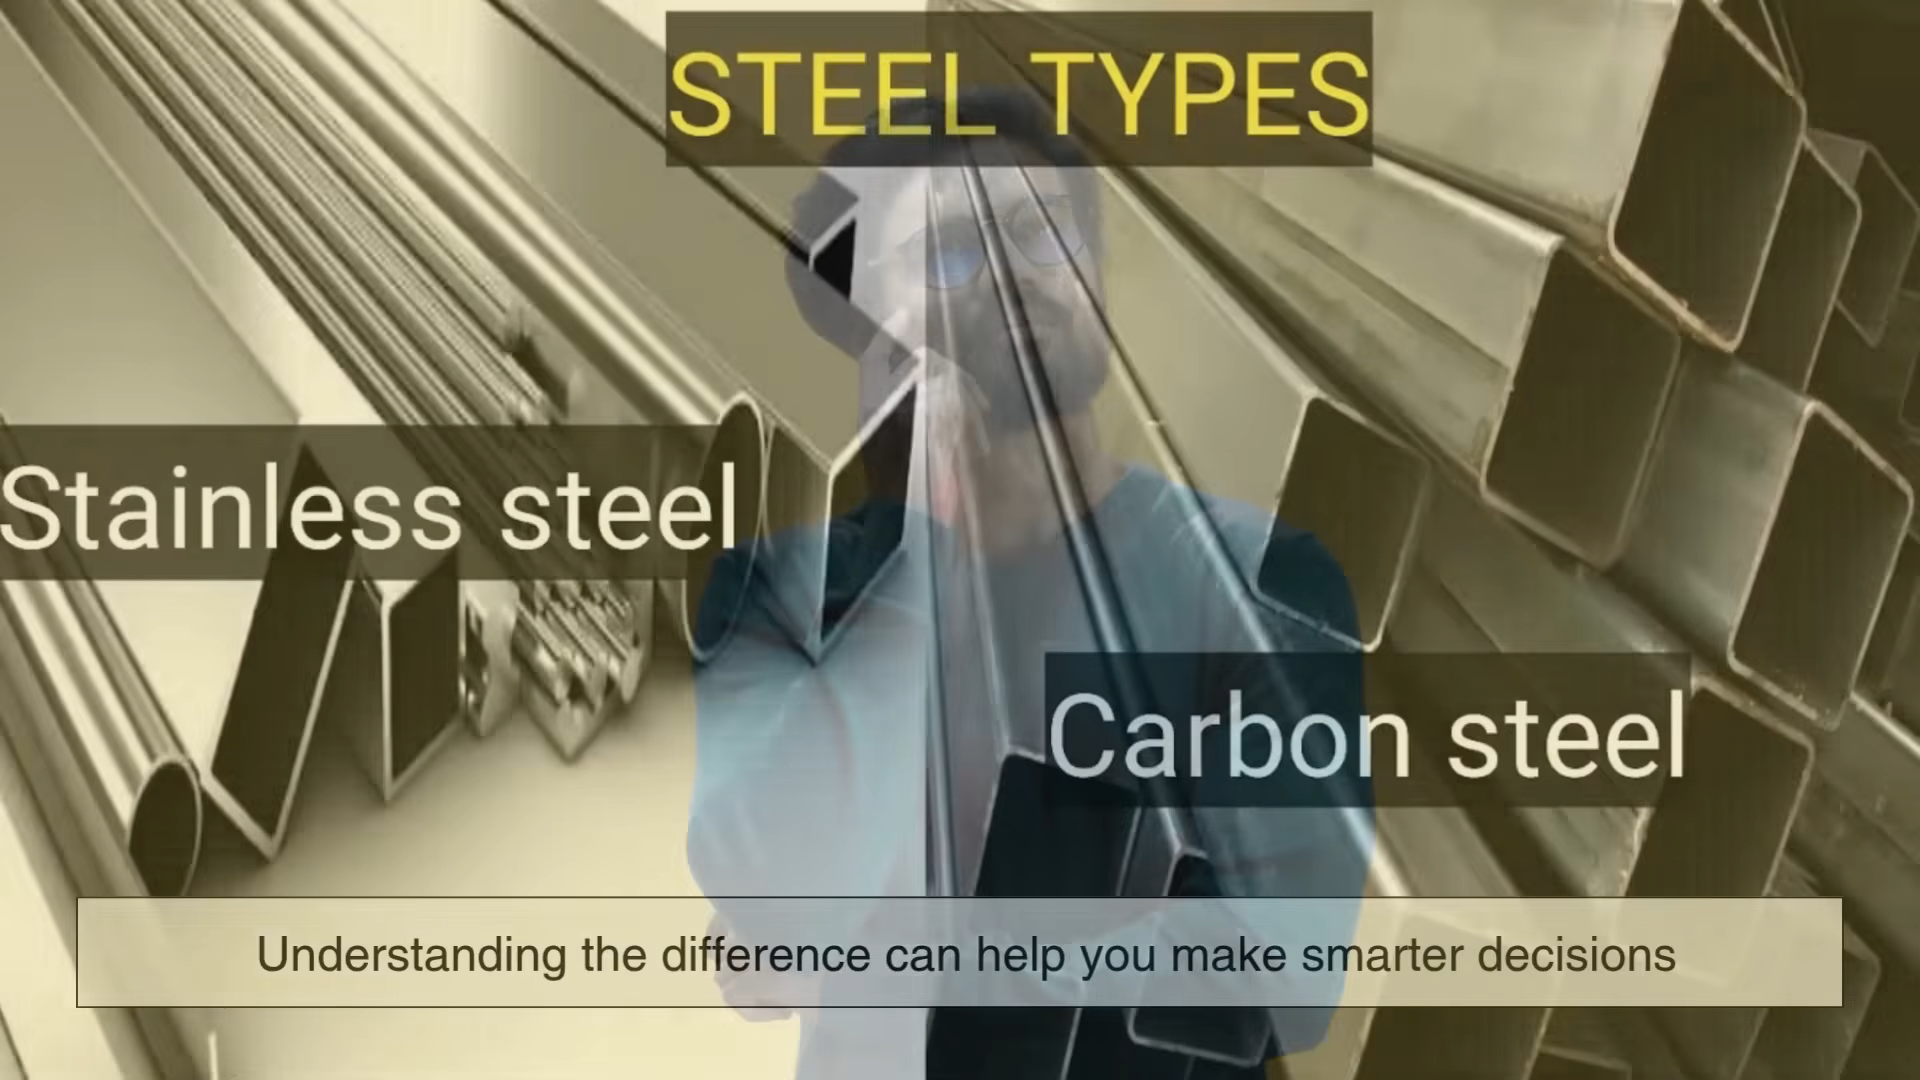 STEEL TYPES
Stainless steel
Carbon steel
Understanding the difference can help you make smarter decisions